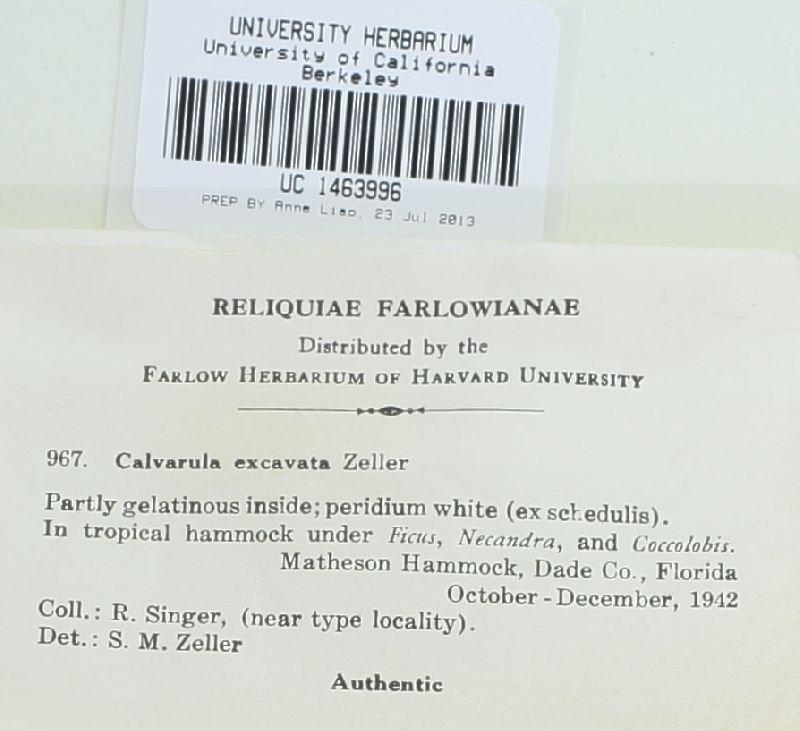 UNIVERSITY HERBARIUM
University of California
Berkeley
UC 1463996
PREP BY Anne Liao, 23 Jul 2013
RELIQUIAE FARLOWIANAE
Distributed by the
FARLOW HERBARIUM OF HARVARD UNIVERSITY
967. Calvarula excavata Zeller
Partly gelatinous inside; peridium white (ex schedulis).
In tropical hammock under Ficus, Necandra, and Coccolobis.
Matheson Hammock, Dade Co., Florida
October - December, 1942
Coll.: R. Singer, (near type locality).
Det.: S. M. Zeller
Authentic